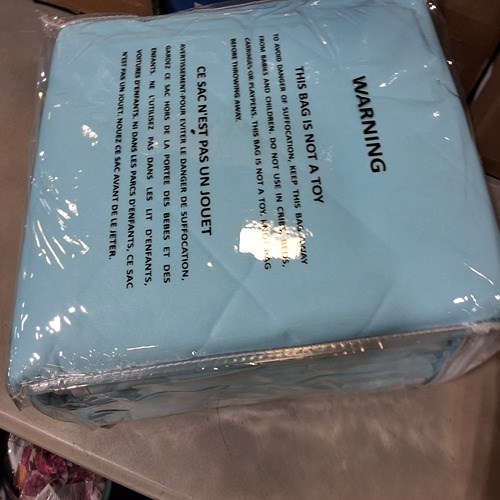 WARNING
THIS BAG IS NOT A TOY
TO AVOID DANGER OF SUFFOCATION, KEEP THIS BAG AWAY
FROM BABIES AND CHILDREN. DO NOT USE IN CRIBS, BEDS,
CARRIAGES OR PLAYPENS. THIS BAG IS NOT A TOY. BAG
BEFORE THROWING AWAY.
CE SAC N'EST PAS UN JOUET
AVERTISSEMENT-POUR EVITER LE DANGER DE SUFFOCATION.
GARDEZ CE SAC HORS DE LA PORTEE DES BEBES ET DES
ENFANTS. NE L'UTILISEZ PAS DANS LES LIT D'ENFANTS,
VOITURES D'ENFANTS. NI DANS LES PARCS D'ENFANTS, CE SAC
N'EST PAS UN JOUET. NOUEZ CE SAC AVANT DE LE JETER.